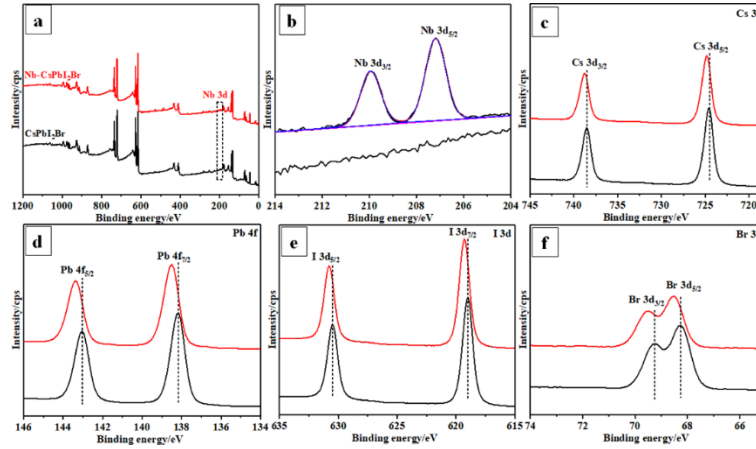 a
Nb-CsPbI2Br
Nb 3d
CsPbI2Br
Intensity/cps
1200 1000 800 600 400 200 0
Binding energy/eV
b
Nb 3d3/2
Nb 3d5/2
Intensity/cps
214 212 210 208 206 204
Binding energy/eV
c
Cs 3
Cs 3d3/2
Cs 3d5/2
Intensity/cps
745 740 735 730 725 720
Binding energy/eV
d
Pb 4f
Pb 4f5/2
Pb 4f7/2
Intensity/cps
146 144 142 140 138 136 134
Binding energy/eV
e
I 3d7/2
I 3d
I 3d5/2
Intensity/cps
635 630 625 620 615
Binding energy/eV
f
Br 3
Br 3d3/2
Br 3d5/2
Intensity/cps
74 72 70 68 66
Binding energy/eV